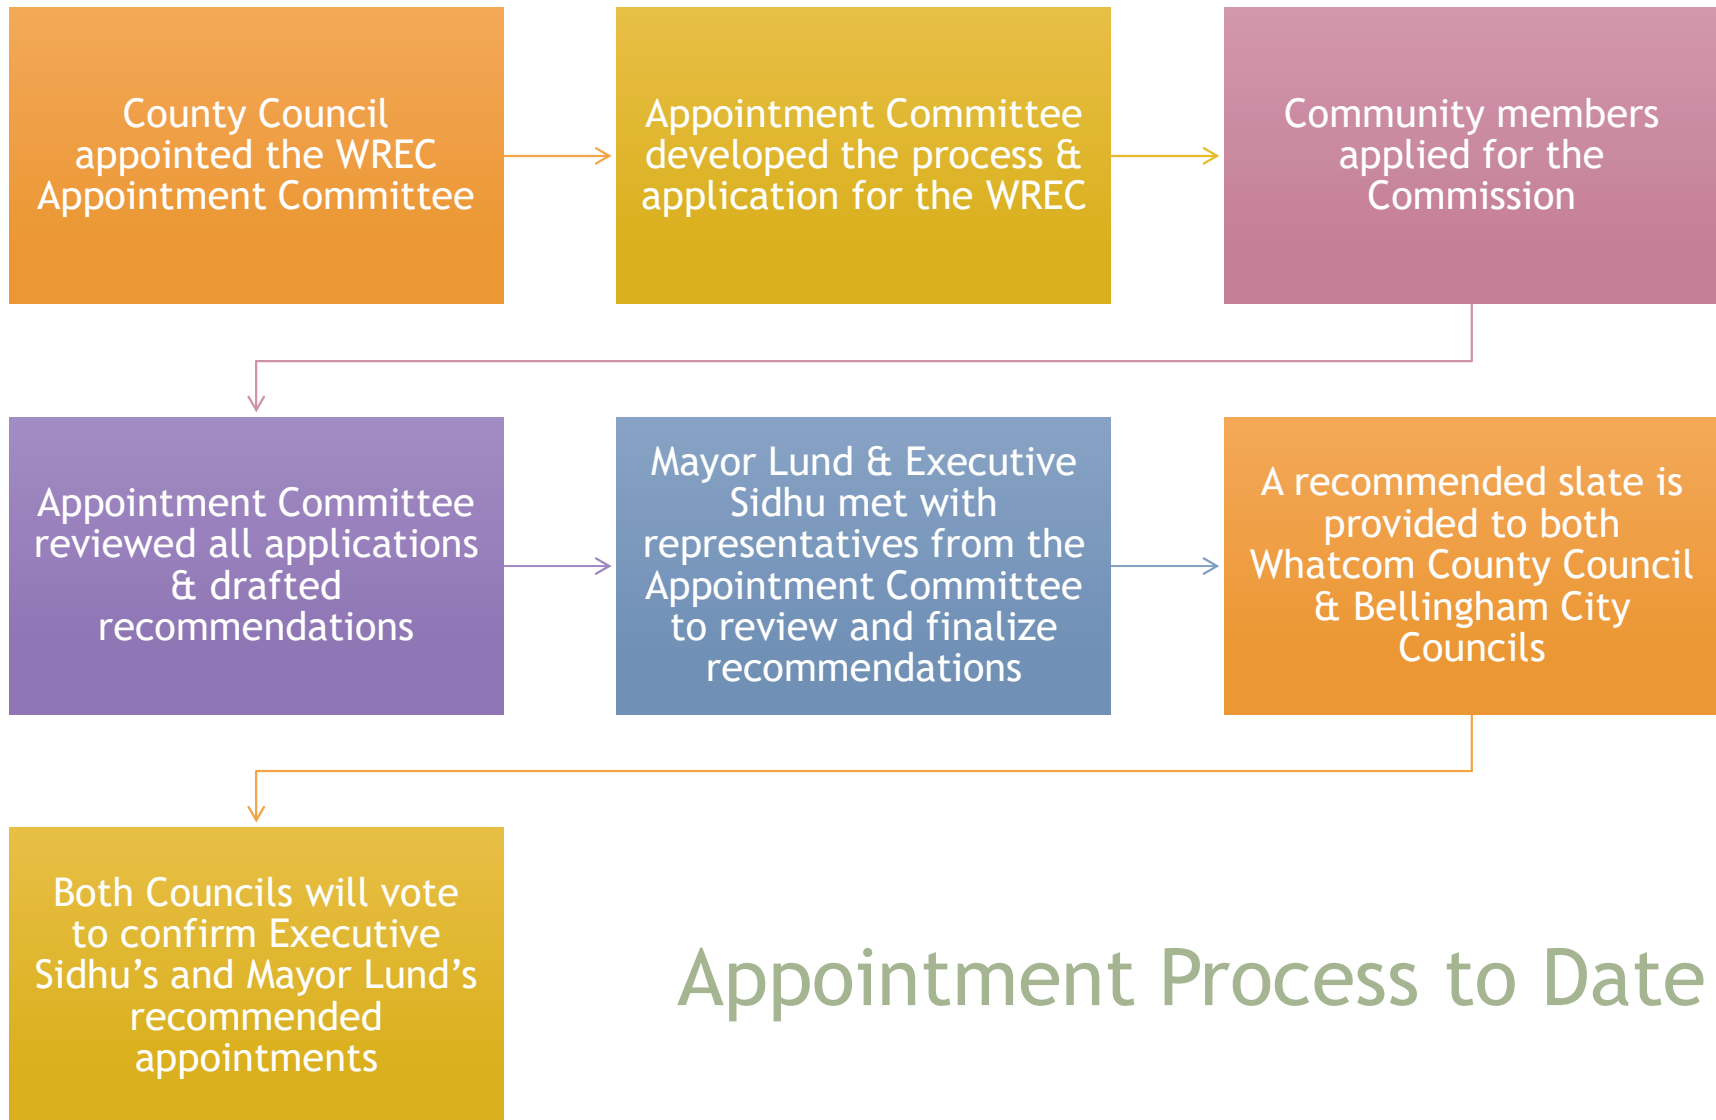 County Council
appointed the WREC
Appointment Committee
Appointment Committee
developed the process &
application for the WREC
Community members
applied for the
Commission
Appointment Committee
reviewed all applications
& drafted
recommendations
Mayor Lund & Executive
Sidhu met with
representatives from the
Appointment Committee
to review and finalize
recommendations
A recommended slate is
provided to both
Whatcom County Council
& Bellingham City
Councils
Both Councils will vote
to confirm Executive
Sidhu’s and Mayor Lund’s
recommended
appointments
Appointment Process to Date